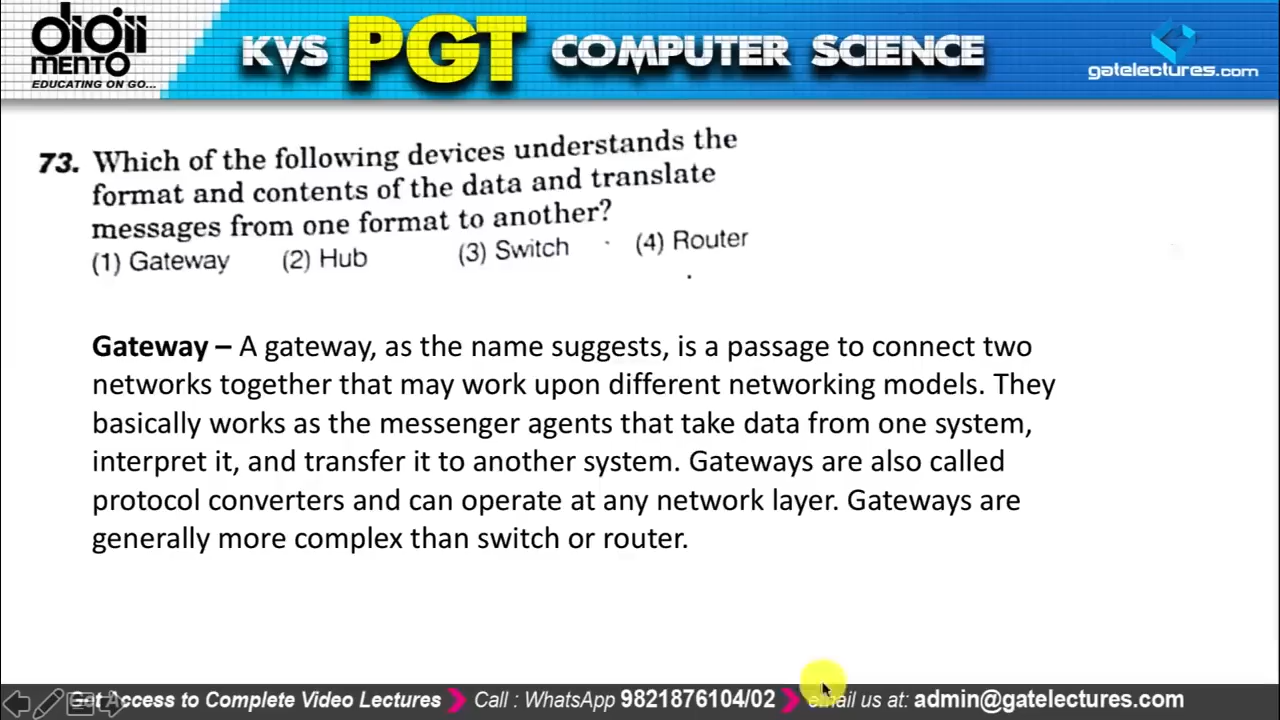 digii
MENTO
EDUCATING ON GO...
KVS PGT COMPUTER SCIENCE
gatelectures.com
73. Which of the following devices understands the
format and contents of the data and translate
messages from one format to another?
(1) Gateway (2) Hub (3) Switch (4) Router
Gateway – A gateway, as the name suggests, is a passage to connect two
networks together that may work upon different networking models. They
basically works as the messenger agents that take data from one system,
interpret it, and transfer it to another system. Gateways are also called
protocol converters and can operate at any network layer. Gateways are
generally more complex than switch or router.
Get Access to Complete Video Lectures Call : WhatsApp 9821876104/02 email us at: admin@gatelectures.com